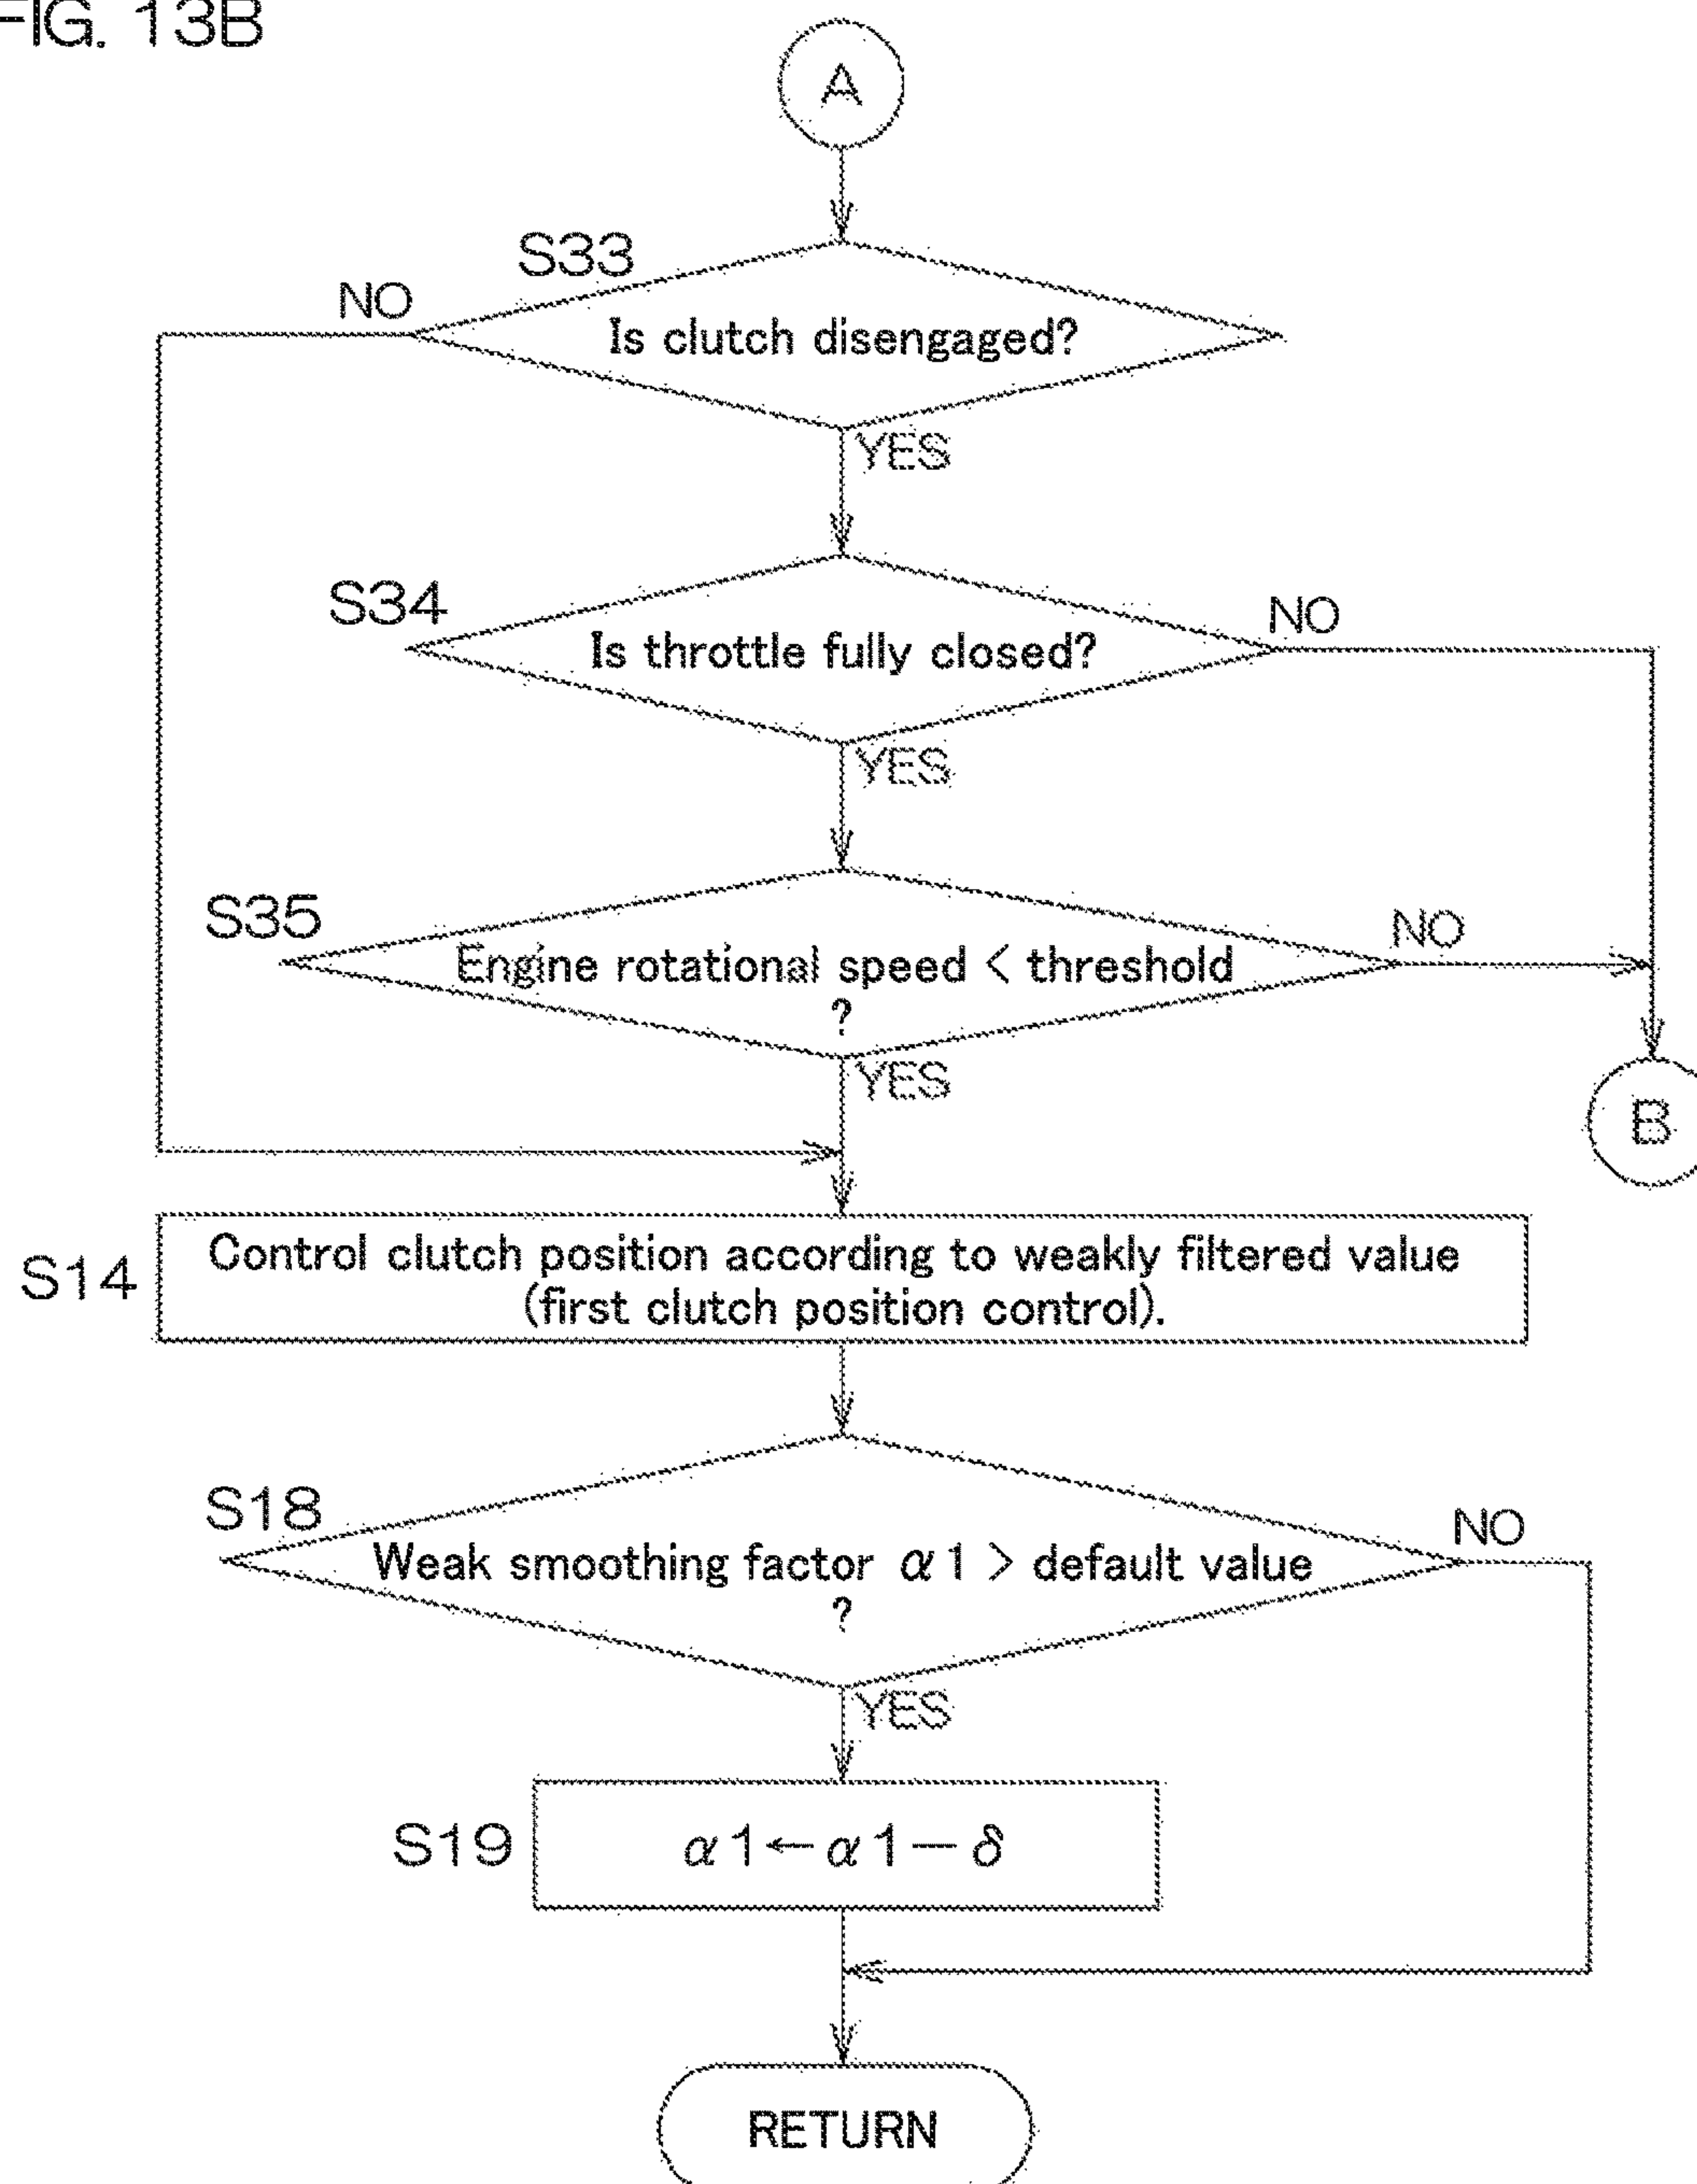 FIG. 13B
A
S33
NO
Is clutch disengaged?
YES
S34
NO
Is throttle fully closed?
YES
S35
NO
Engine rotational speed < threshold
?
YES
B
S14
Control clutch position according to weakly filtered value
(first clutch position control).
S18
NO
Weak smoothing factor α1 > default value
?
YES
S19
α1←α1−δ
RETURN